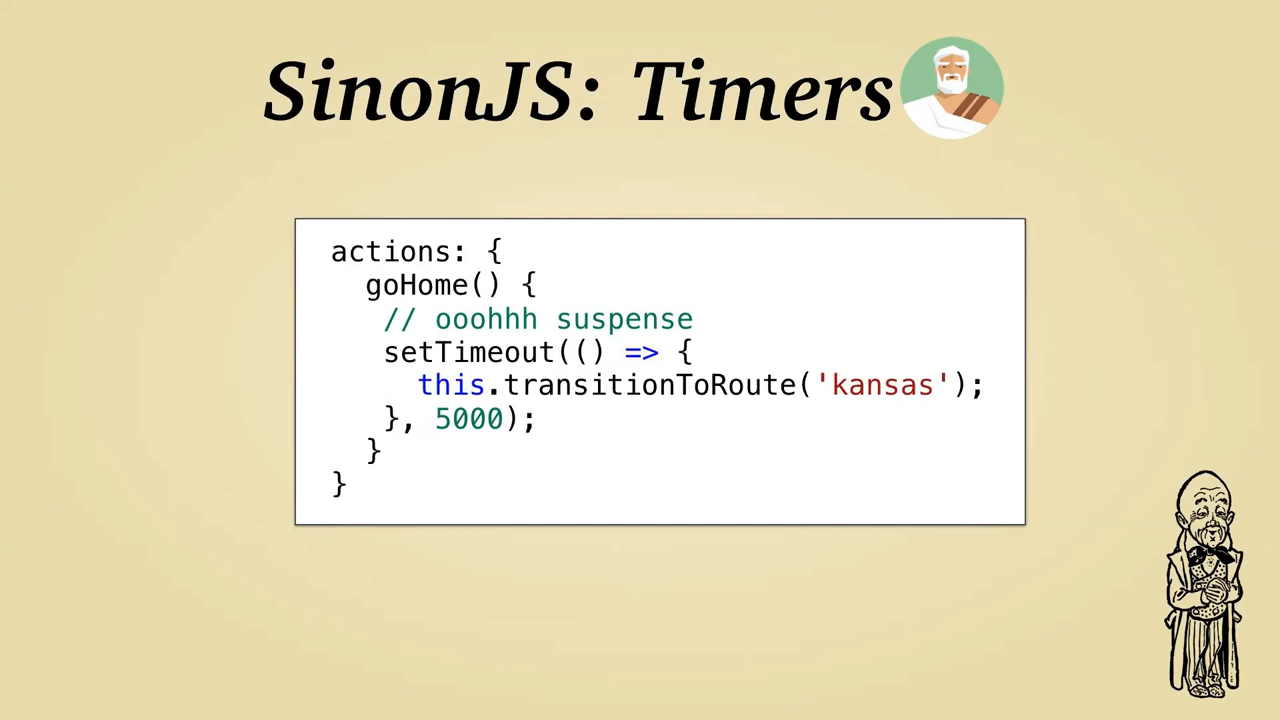 SinonJS: Timers
actions: {
goHome() {
// ooohhh suspense
setTimeout(() => {
this.transitionToRoute('kansas');
}, 5000);
}
}